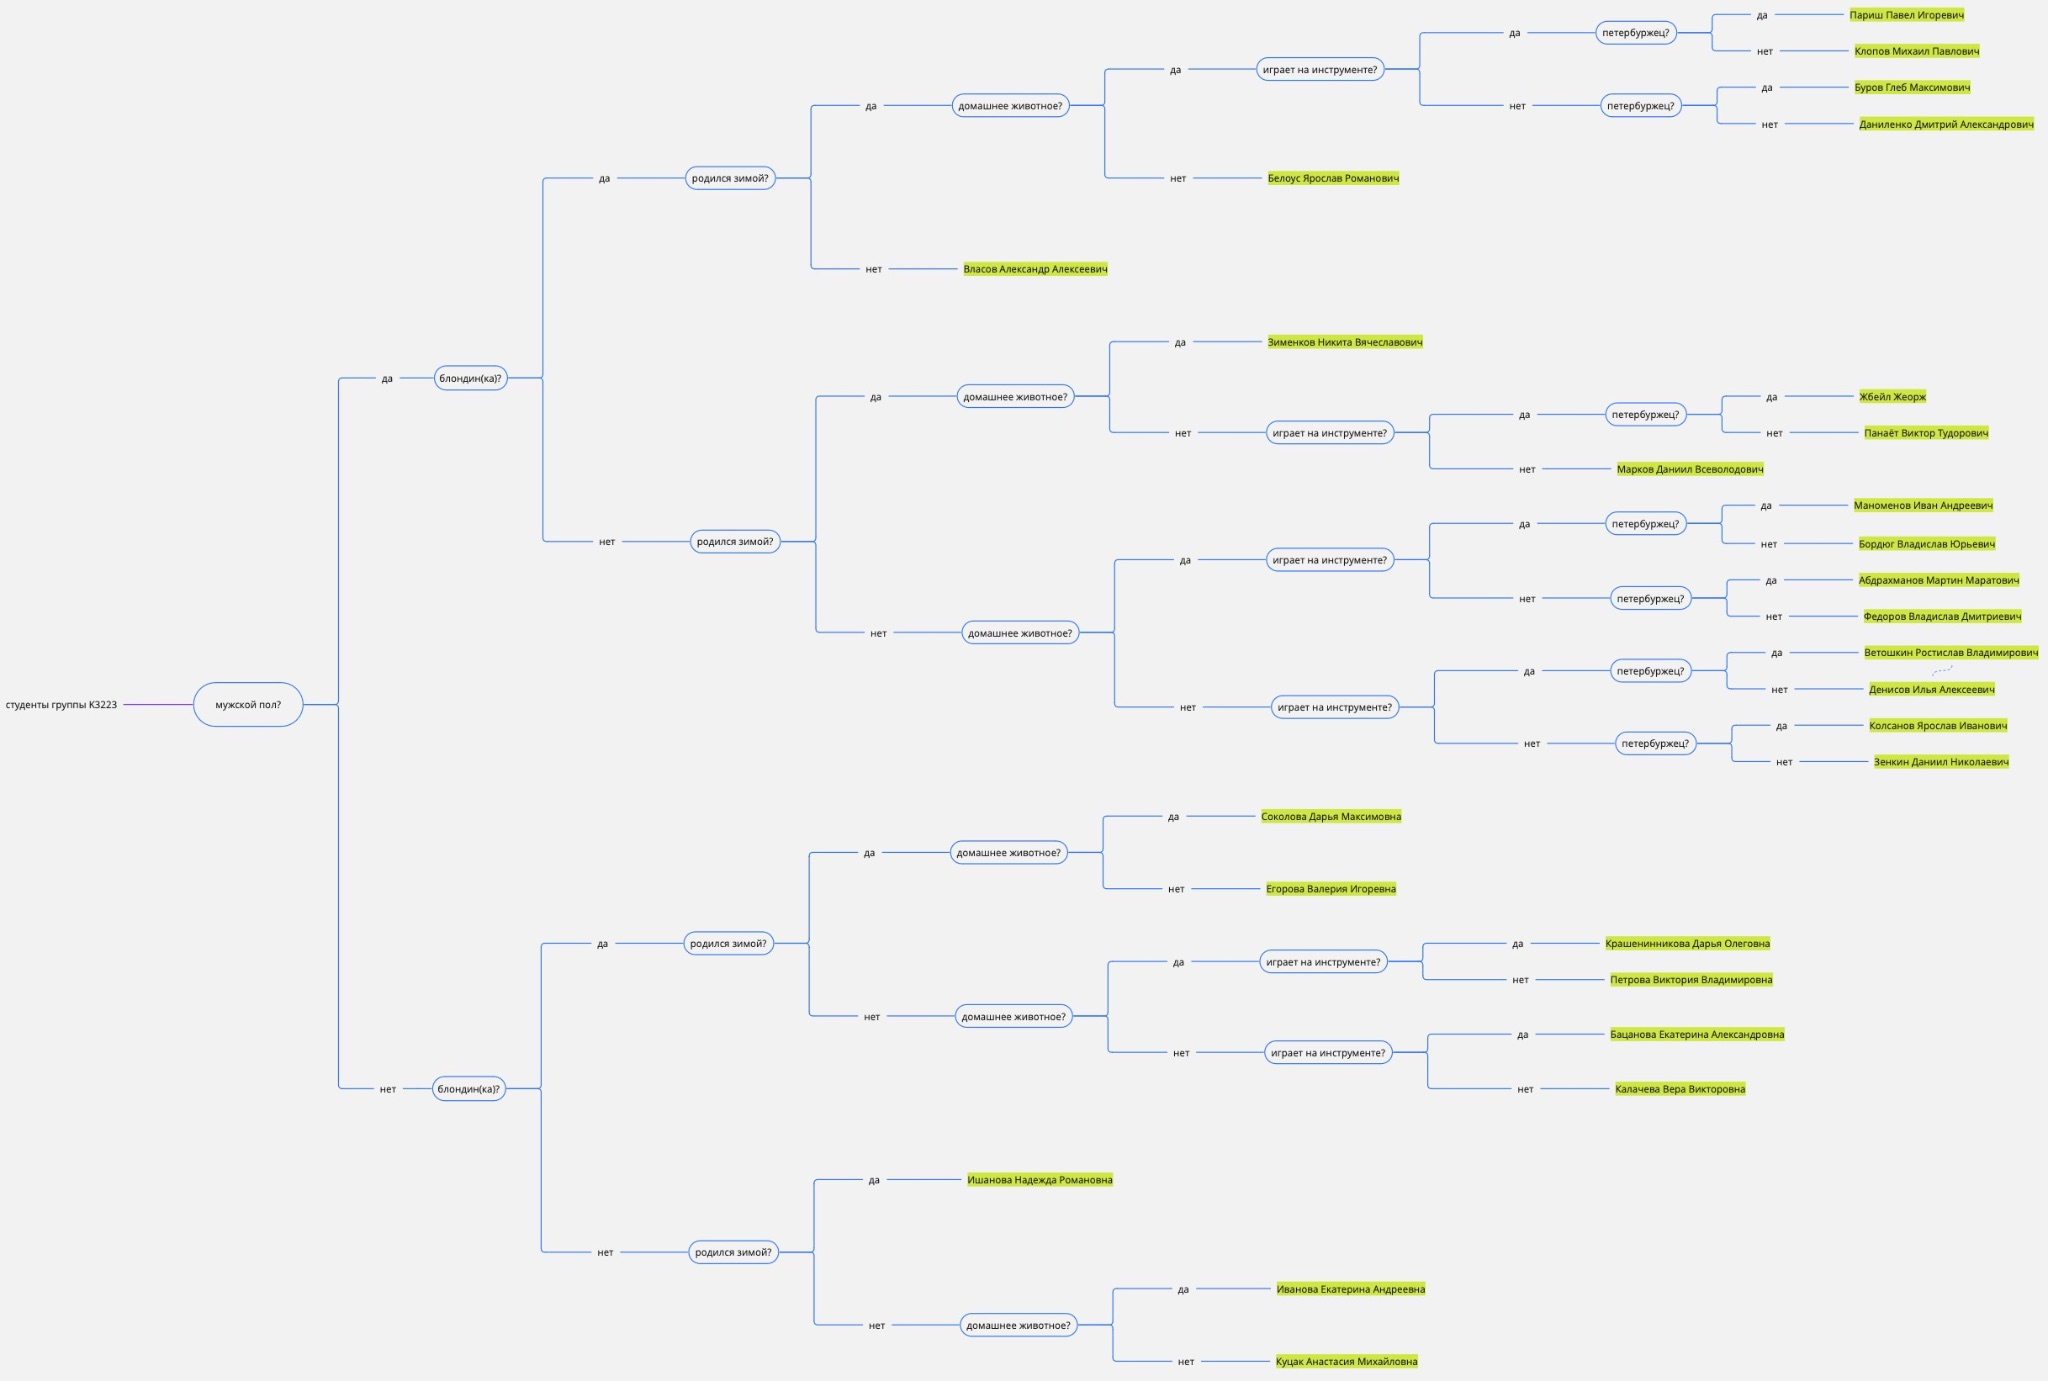 студенты группы К3223
мужской пол?
да
блондин(ка)?
да
родился зимой?
да
домашнее животное?
да
играет на инструменте?
да
петербуржец?
да
Париш Павел Игоревич
нет
Клопов Михаил Павлович
нет
петербуржец?
да
Буров Глеб Максимович
нет
Даниленко Дмитрий Александрович
нет
Белоус Ярослав Романович
нет
Власов Александр Алексеевич
нет
родился зимой?
да
домашнее животное?
да
Зименков Никита Вячеславович
нет
играет на инструменте?
да
петербуржец?
да
Жбейл Жеорж
нет
Панаёт Виктор Тудорович
нет
Марков Даниил Всеволодович
нет
домашнее животное?
да
играет на инструменте?
да
петербуржец?
да
Маноменов Иван Андреевич
нет
Бордюг Владислав Юрьевич
нет
петербуржец?
да
Абдрахманов Мартин Маратович
нет
Федоров Владислав Дмитриевич
нет
играет на инструменте?
да
петербуржец?
да
Ветошкин Ростислав Владимирович
нет
Денисов Илья Алексеевич
нет
петербуржец?
да
Колсанов Ярослав Иванович
нет
Зенкин Даниил Николаевич
нет
блондин(ка)?
да
родился зимой?
да
домашнее животное?
да
Соколова Дарья Максимовна
нет
Егорова Валерия Игоревна
нет
домашнее животное?
да
играет на инструменте?
да
Крашенинникова Дарья Олеговна
нет
Петрова Виктория Владимировна
нет
играет на инструменте?
да
Бацанова Екатерина Александровна
нет
Калачева Вера Викторовна
нет
родился зимой?
да
Ишанова Надежда Романовна
нет
домашнее животное?
да
Иванова Екатерина Андреевна
нет
Куцак Анастасия Михайловна